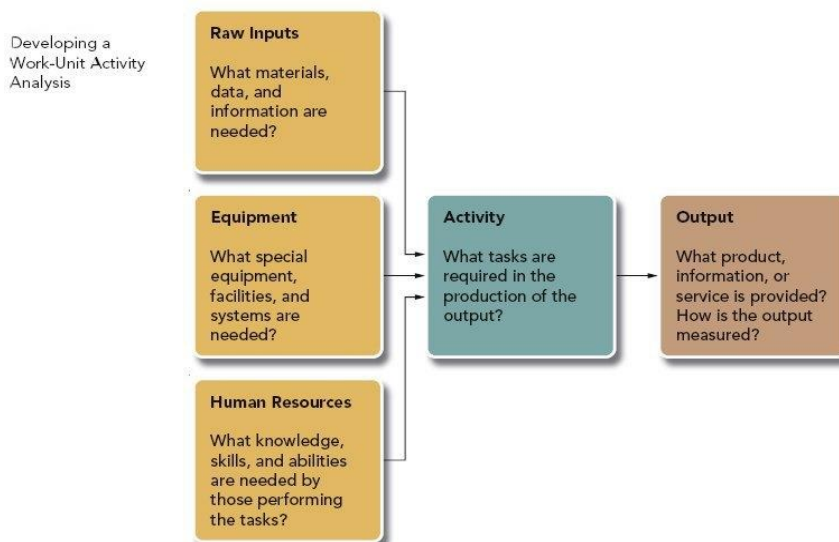 Developing a
Work-Unit Activity
Analysis
Raw Inputs
What materials,
data, and
information are
needed?
Equipment
What special
equipment,
facilities, and
systems are
needed?
Human Resources
What knowledge,
skills, and abilities
are needed by
those performing
the tasks?
Activity
What tasks are
required in the
production of the
output?
Output
What product,
information, or
service is provided?
How is the output
measured?